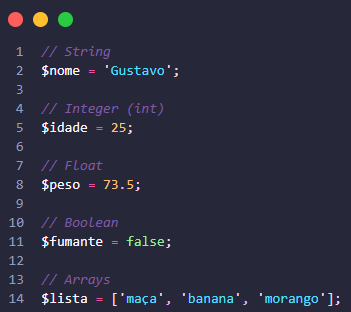 1 // String
2 $nome = 'Gustavo';
3
4 // Integer (int)
5 $idade = 25;
6
7 // Float
8 $peso = 73.5;
9
10 // Boolean
11 $fumante = false;
12
13 // Arrays
14 $lista = ['maça', 'banana', 'morango'];